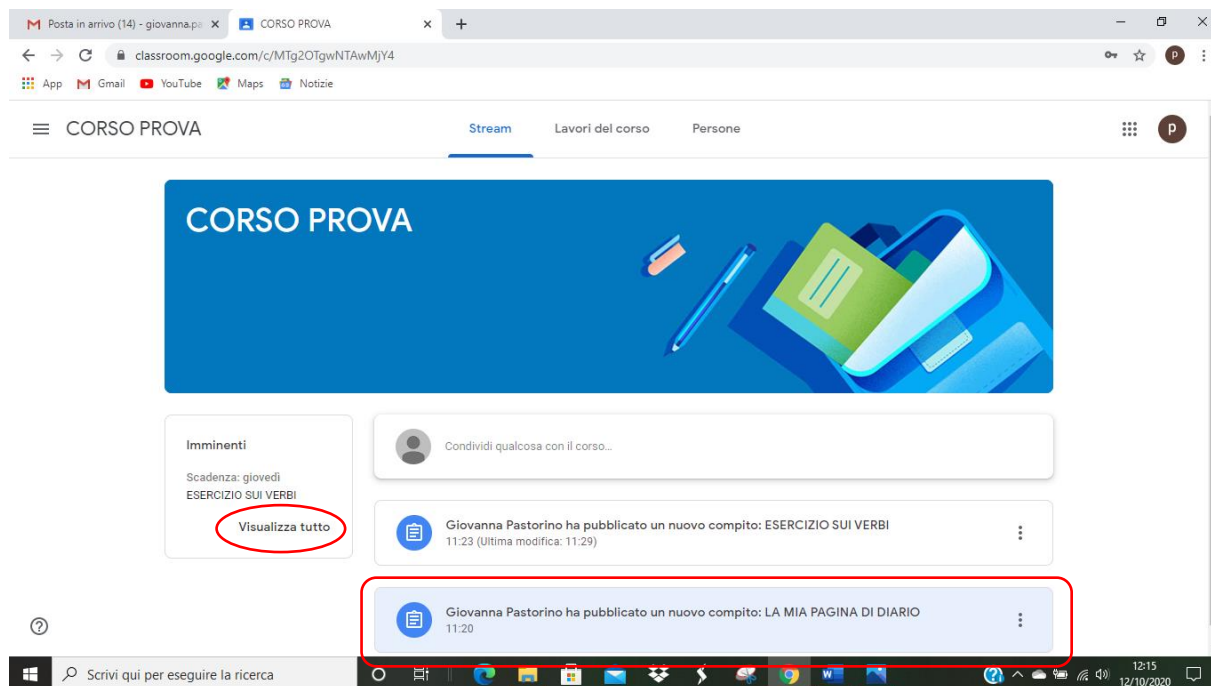 Posta in arrivo (14) - giovanna.pa
CORSO PROVA
classroom.google.com/c/MTg2OTgwNTAwMjY4
P
App Gmail YouTube Maps Notizie
CORSO PROVA
Stream Lavori del corso Persone
p
CORSO PROVA
Imminenti
Scadenza: giovedì
ESERCIZIO SUI VERBI
Visualizza tutto
Condividi qualcosa con il corso...
Giovanna Pastorino ha pubblicato un nuovo compito: ESERCIZIO SUI VERBI
11:23 (Ultima modifica: 11:29)
Giovanna Pastorino ha pubblicato un nuovo compito: LA MIA PAGINA DI DIARIO
11:20
Scrivi qui per eseguire la ricerca
12:15
12/10/2020